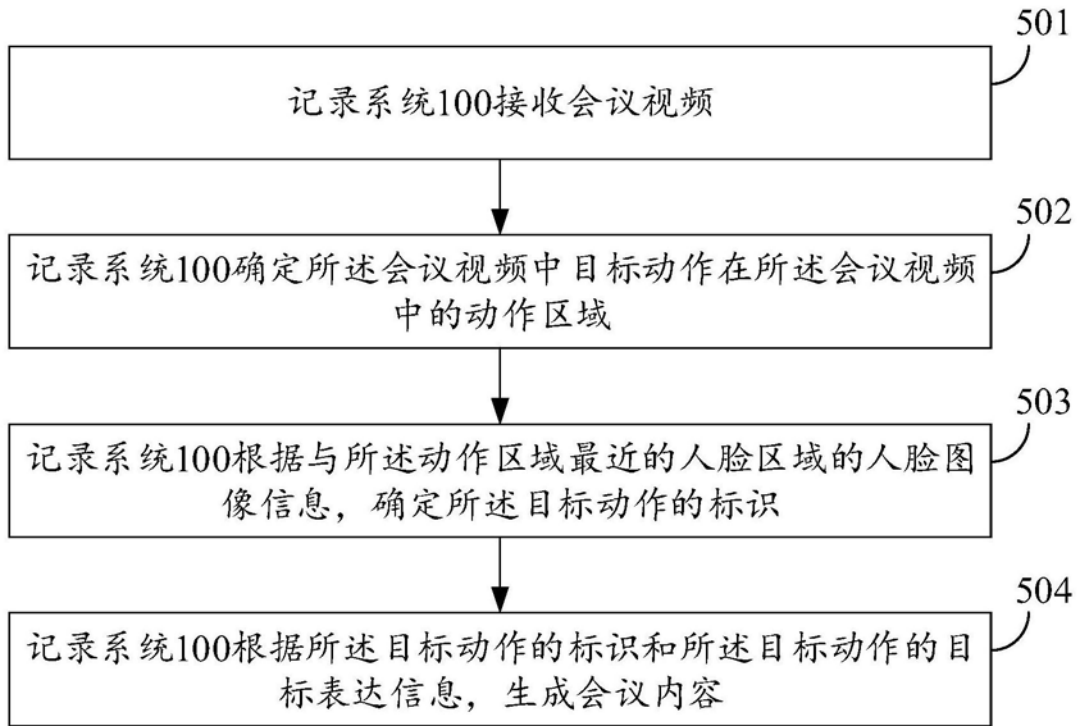 501
记录系统100接收会议视频
502
记录系统100确定所述会议视频中目标动作在所述会议视频
中的动作区域
503
记录系统100根据与所述动作区域最近的人脸区域的人脸图
像信息，确定所述目标动作的标识
504
记录系统100根据所述目标动作的标识和所述目标动作的目
标表达信息，生成会议内容